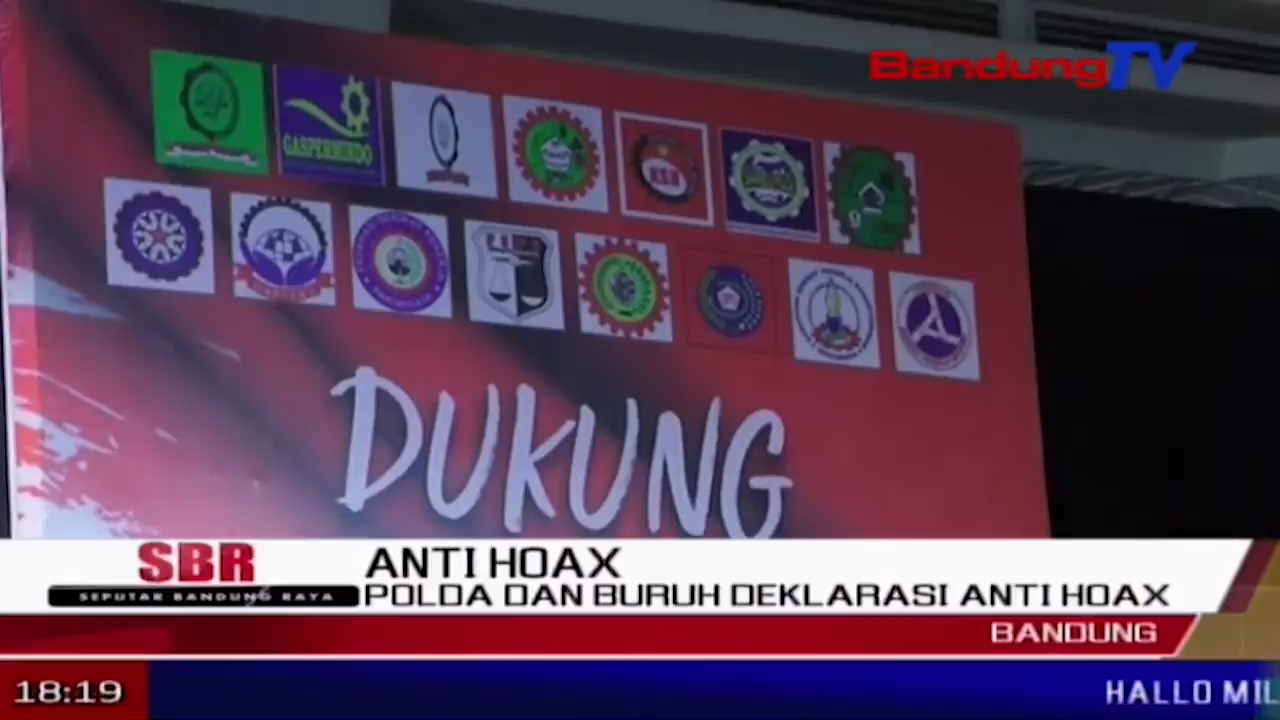 BandungTV
GASPERMINDO
KSN
DUKUNG
SBR
SEPUTAR BANDUNG RAYA
ANTI HOAX
POLDA DAN BURUH DEKLARASI ANTI HOAX
BANDUNG
18:19
HALLO MIL